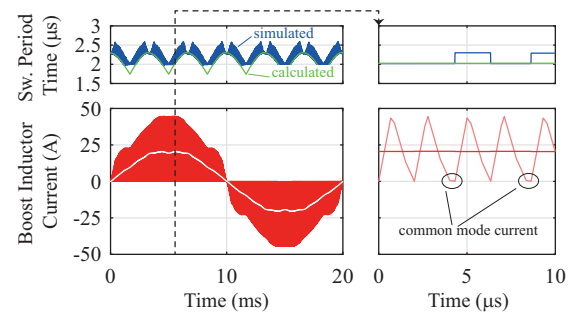 Sw. Period
Time (μs)
3
2.5
2
1.5
simulated
calculated
Boost Inductor
Current (A)
50
25
0
-25
-50
0
10
20
Time (ms)
common mode current
0
5
10
Time (μs)